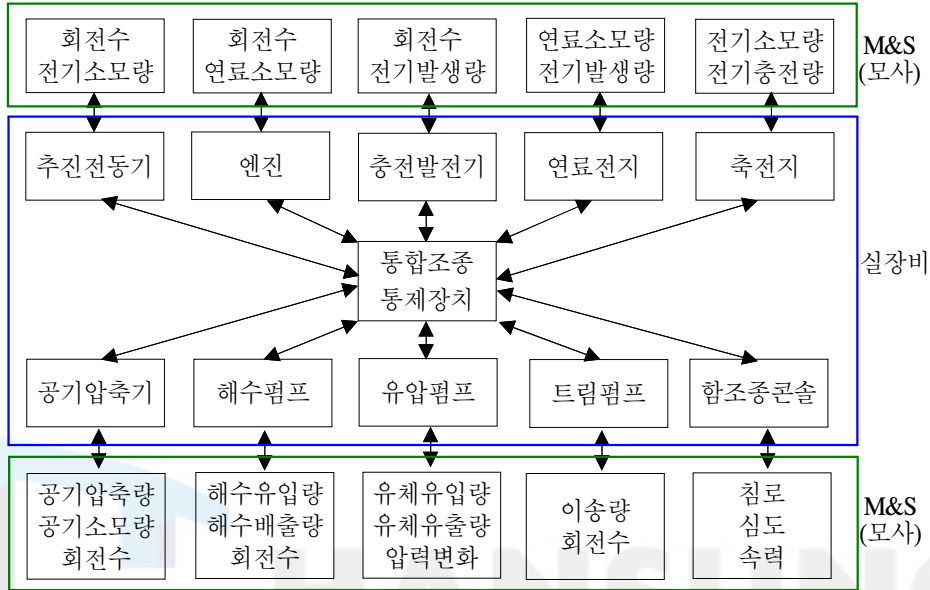 회전수
전기소모량
회전수
연료소모량
회전수
전기발생량
연료소모량
전기발생량
전기소모량
전기충전량
M&S
(모사)
추진전동기
엔진
충전발전기
연료전지
축전지
통합조종
통제장치
실장비
공기압축기
해수펌프
유압펌프
트림펌프
함조종콘솔
공기압축량
공기소모량
회전수
해수유입량
해수배출량
회전수
유체유입량
유체유출량
압력변화
이송량
회전수
침로
심도
속력
M&S
(모사)
HANSUNG